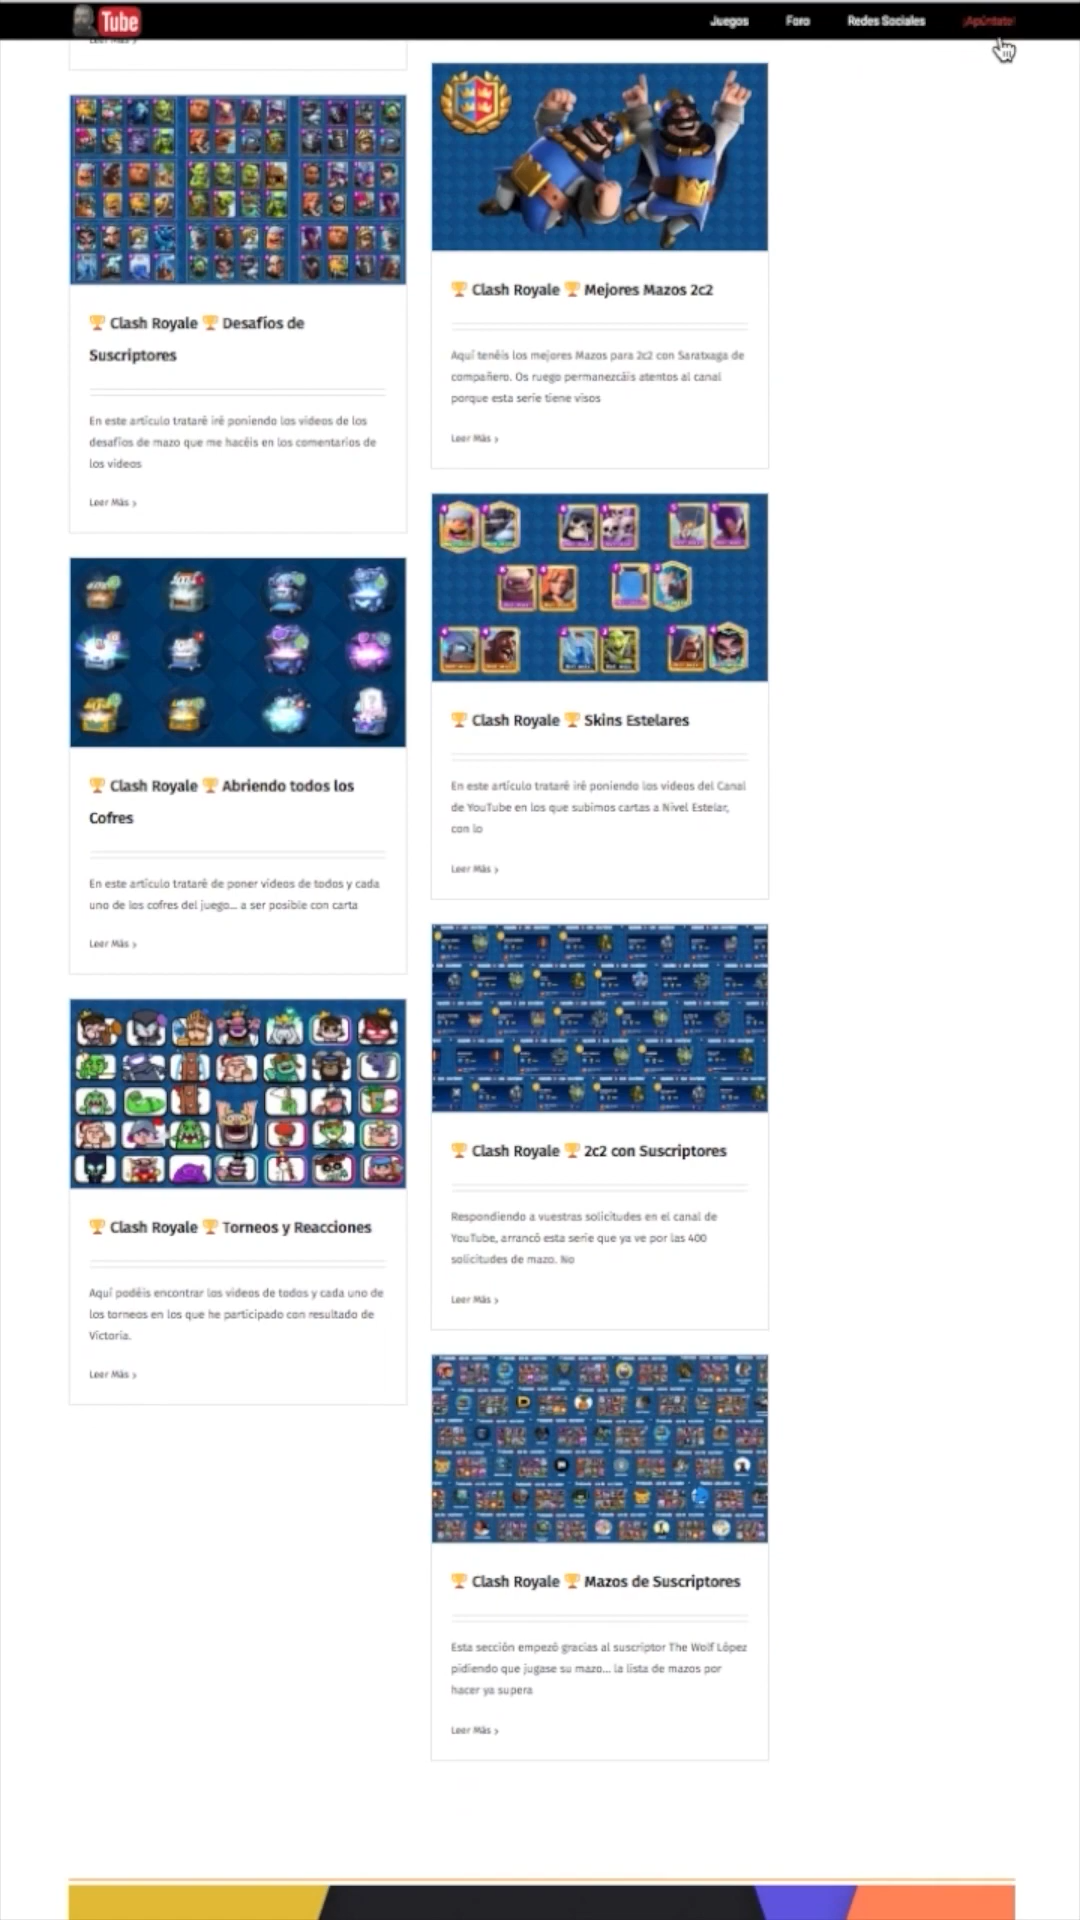 Tube
Juegos
Foro
Redes Sociales
¡Apúntate!
Leer Más >
🏆 Clash Royale 🏆 Desafíos de
Suscriptores
En este artículo trataré iré poniendo los vídeos de los
desafíos de mazo que me hacéis en los comentarios de
los vídeos
Leer Más >
🏆 Clash Royale 🏆 Abriendo todos los
Cofres
En este artículo trataré de poner vídeos de todos y cada
uno de los cofres del juego... a ser posible con carta
Leer Más >
🏆 Clash Royale 🏆 Torneos y Reacciones
Aquí podéis encontrar los vídeos de todos y cada uno de
los torneos en los que he participado con resultado de
Victoria.
Leer Más >
🏆 Clash Royale 🏆 Mejores Mazos 2c2
Aquí tenéis los mejores Mazos para 2c2 con Saratxaga de
compañero. Os ruego permanezcáis atentos al canal
porque esta serie tiene visos
Leer Más >
🏆 Clash Royale 🏆 Skins Estelares
En este artículo trataré iré poniendo los vídeos del Canal
de YouTube en los que subimos cartas a Nivel Estelar,
con lo
Leer Más >
🏆 Clash Royale 🏆 2c2 con Suscriptores
Respondiendo a vuestras solicitudes en el canal de
YouTube, arrancó esta serie que ya ve por las 400
solicitudes de mazo. No
Leer Más >
🏆 Clash Royale 🏆 Mazos de Suscriptores
Esta sección empezó gracias al suscriptor The Wolf López
pidiendo que jugase su mazo... la lista de mazos por
hacer ya supera
Leer Más >